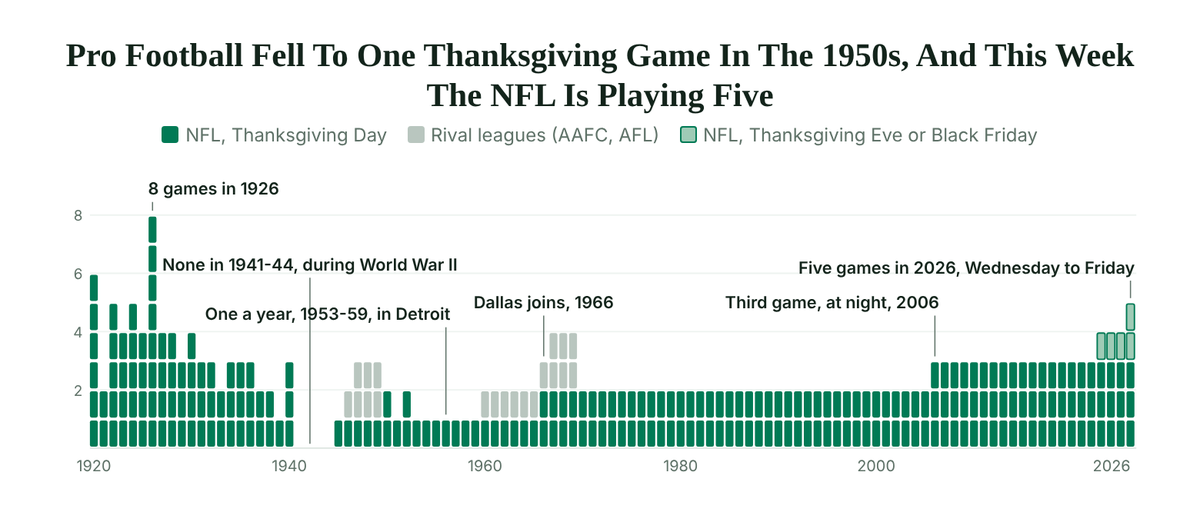 Pro Football Fell To One Thanksgiving Game In The 1950s, And This Week
The NFL Is Playing Five
NFL, Thanksgiving Day Rival leagues (AAFC, AFL) NFL, Thanksgiving Eve or Black Friday
8 games in 1926
8
None in 1941-44, during World War II
Five games in 2026, Wednesday to Friday
6
One a year, 1953-59, in Detroit
Dallas joins, 1966
Third game, at night, 2006
4
2
1920 1940 1960 1980 2000 2026